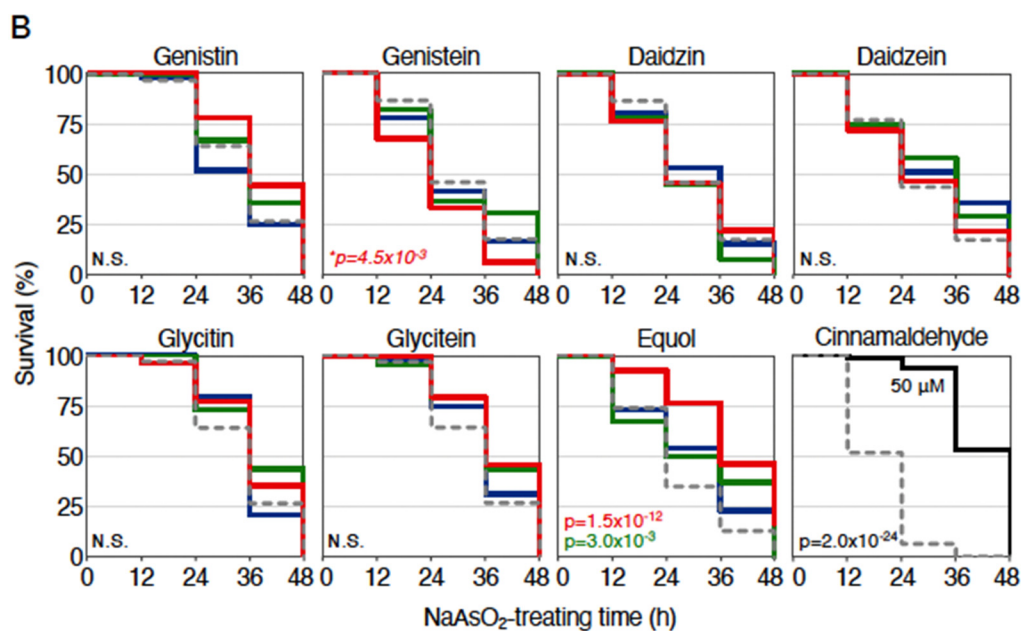 B
Genistin Genistein Daidzin Daidzein
100
75
50
25
0
N.S. *p=4.5x10⁻³ N.S. N.S.
0 12 24 36 48 0 12 24 36 48 0 12 24 36 48 0 12 24 36 48
Survival (%)
Glycitin Glycitein Equol Cinnamaldehyde
100
75
50
25
0
50 µM
p=1.5x10⁻¹²
N.S. N.S. p=3.0x10⁻³ p=2.0x10⁻²⁴
0 12 24 36 48 0 12 24 36 48 0 12 24 36 48 0 12 24 36 48
NaAsO₂-treating time (h)